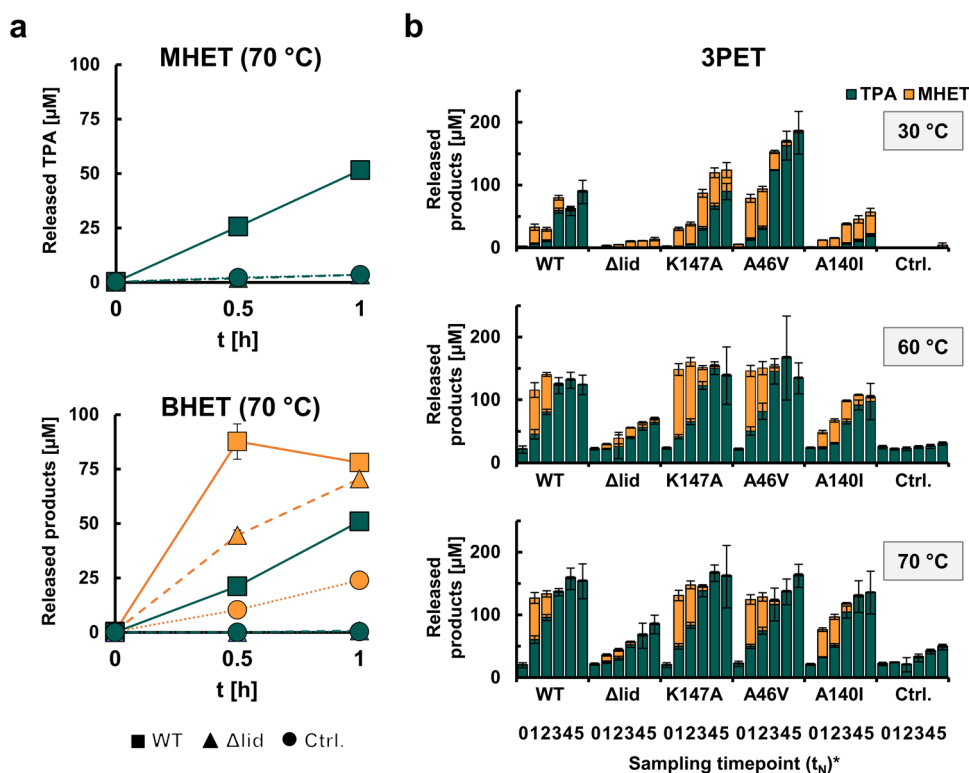 a
MHET (70 °C)
Released TPA [µM]
100
75
50
25
0
0 0.5 1
t [h]
BHET (70 °C)
Released products [µM]
100
75
50
25
0
0 0.5 1
t [h]
WT Δlid Ctrl.
b
3PET
TPA MHET
30 °C
Released
products [µM]
200
100
0
WT Δlid K147A A46V A140I Ctrl.
60 °C
Released
products [µM]
200
100
0
WT Δlid K147A A46V A140I Ctrl.
70 °C
Released
products [µM]
200
100
0
WT Δlid K147A A46V A140I Ctrl.
012345 012345 012345 012345 012345 012345
Sampling timepoint (tN)*